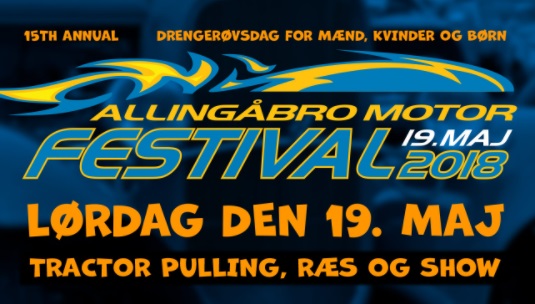 15TH ANNUAL DRENGERØVSDAG FOR MÆND, KVINDER OG BØRN
ALLINGÅBRO MOTOR
FESTIVAL 19.MAJ
2018
LØRDAG DEN 19. MAJ
TRACTOR PULLING, RÆS OG SHOW